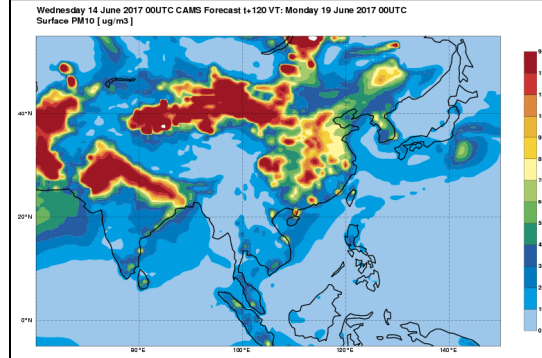 Wednesday 14 June 2017 00UTC CAMS Forecast t+120 VT: Monday 19 June 2017 00UTC
Surface PM10 [ ug/m3 ]
40°N
20°N
0°N
80°E
100°E
120°E
140°E